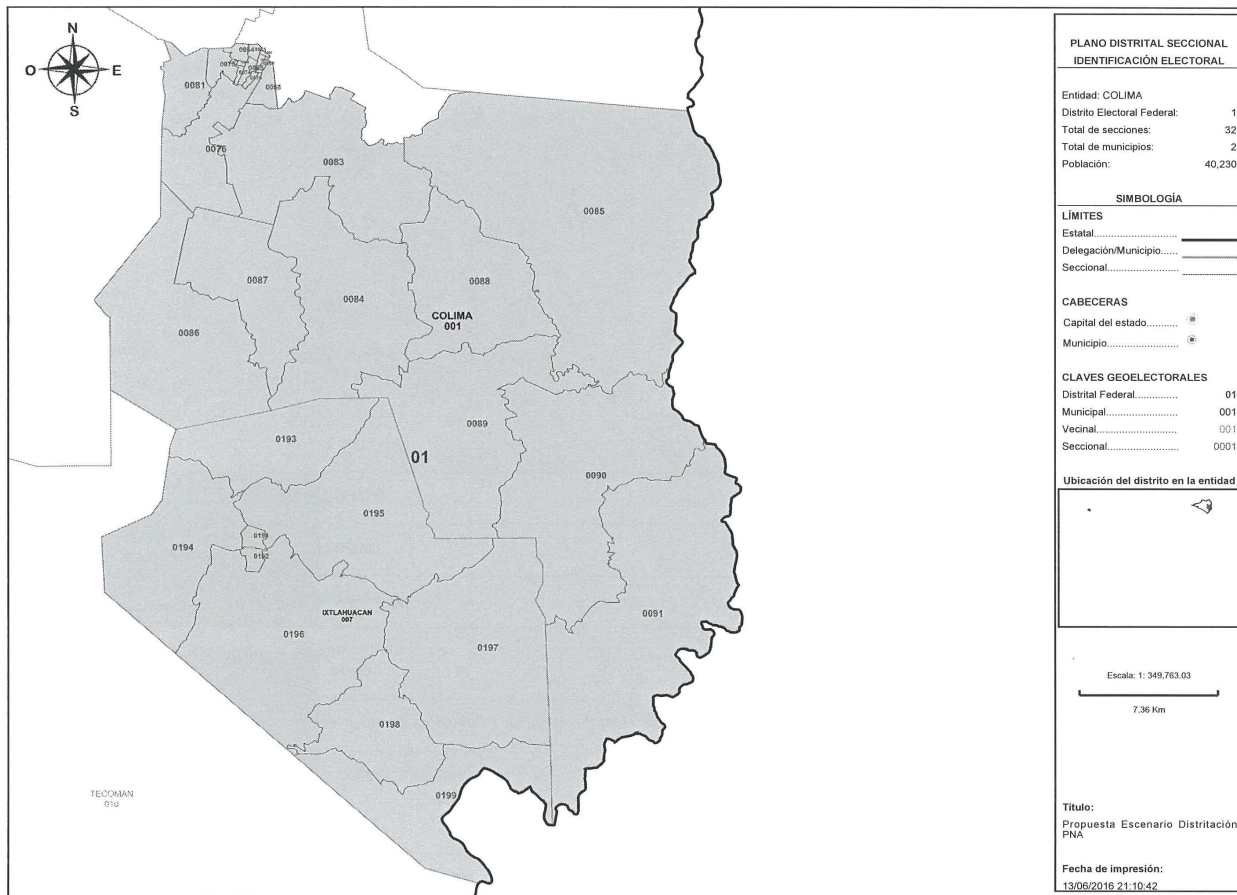 N
O
E
S
0081
0083
0085
0087
0084
0088
COLIMA
001
0086
0193
0089
01
0090
0195
0194
0192
IXTLAHUACAN
007
0091
0196
0197
0198
0199
TECOMAN
010
PLANO DISTRITAL SECCIONAL
IDENTIFICACIÓN ELECTORAL
Entidad: COLIMA
Distrito Electoral Federal: 1
Total de secciones: 32
Total de municipios: 2
Población: 40,230
SIMBOLOGÍA
LÍMITES
Estatal
Delegación/Municipio
Seccional
CABECERAS
Capital del estado
Municipio
CLAVES GEOELECTORALES
Distrital Federal 01
Municipal 001
Vecinal 001
Seccional 0001
Ubicación del distrito en la entidad
Escala: 1: 349,763.03
7.36 Km
Título:
Propuesta Escenario Distritación
PNA
Fecha de impresión:
13/06/2016 21:10:42